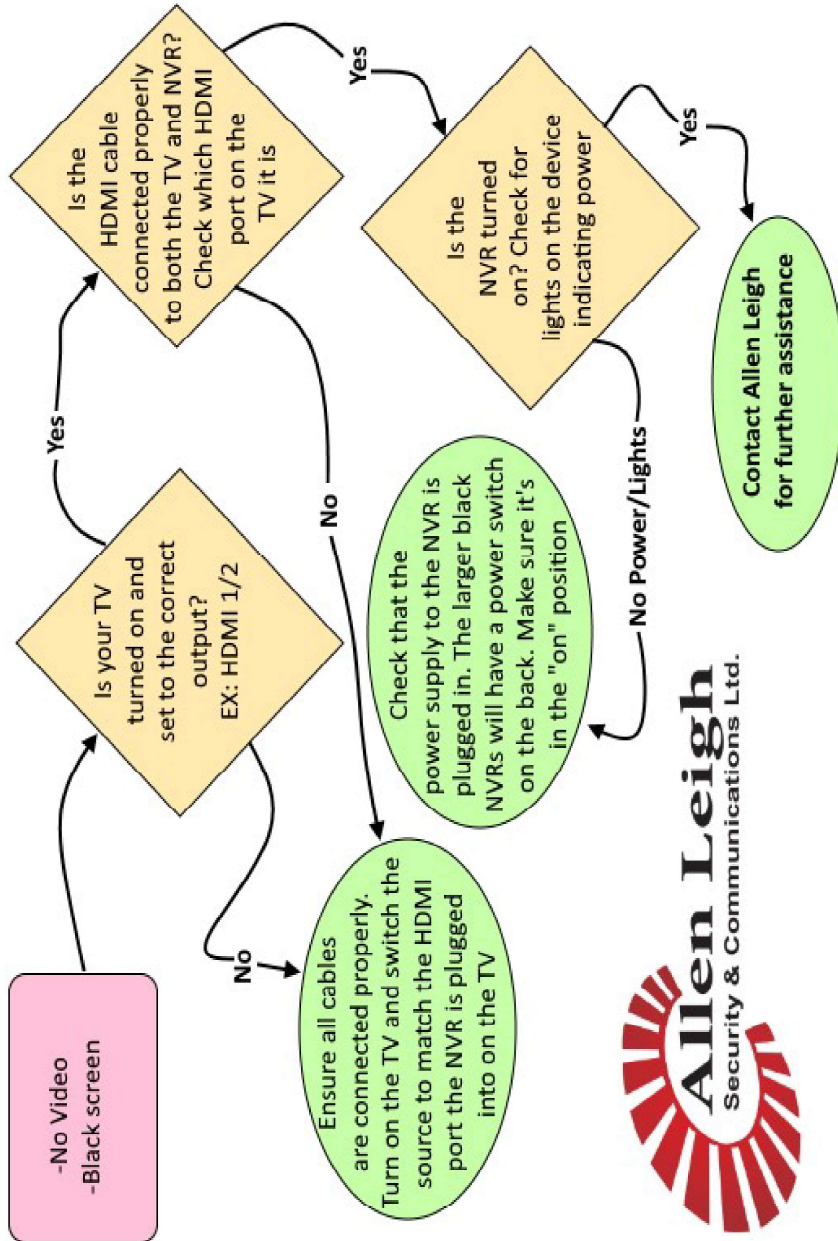 -No Video
-Black screen
Is your TV
turned on and
set to the correct
output?
EX: HDMI 1/2
Yes
Is the
HDMI cable
connected properly
to both the TV and NVR?
Check which HDMI
port on the
TV it is
No
No
Yes
Ensure all cables
are connected properly.
Turn on the TV and switch the
source to match the HDMI
port the NVR is plugged
into on the TV
Check that the
power supply to the NVR is
plugged in. The larger black
NVRs will have a power switch
on the back. Make sure it's
in the "on" position
Is the
NVR turned
on? Check for
lights on the device
indicating power
No Power/Lights
Yes
Contact Allen Leigh
for further assistance
Allen Leigh
Security & Communications Ltd.